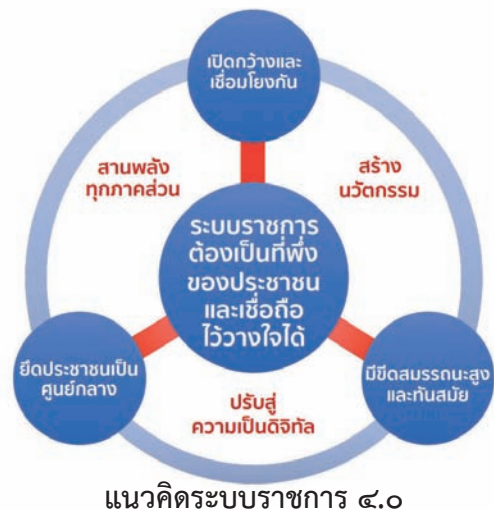 เปิดกว้างและ
เชื่อมโยงกัน
สานพลัง
ทุกภาคส่วน
สร้าง
นวัตกรรม
ระบบราชการ
ต้องเป็นที่พึ่ง
ของประชาชน
และเชื่อถือ
ไว้วางใจได้
ยึดประชาชนเป็น
ศูนย์กลาง
มีขีดสมรรถนะสูง
และทันสมัย
ปรับสู่
ความเป็นดิจิทัล
แนวคิดระบบราชการ ๔.๐